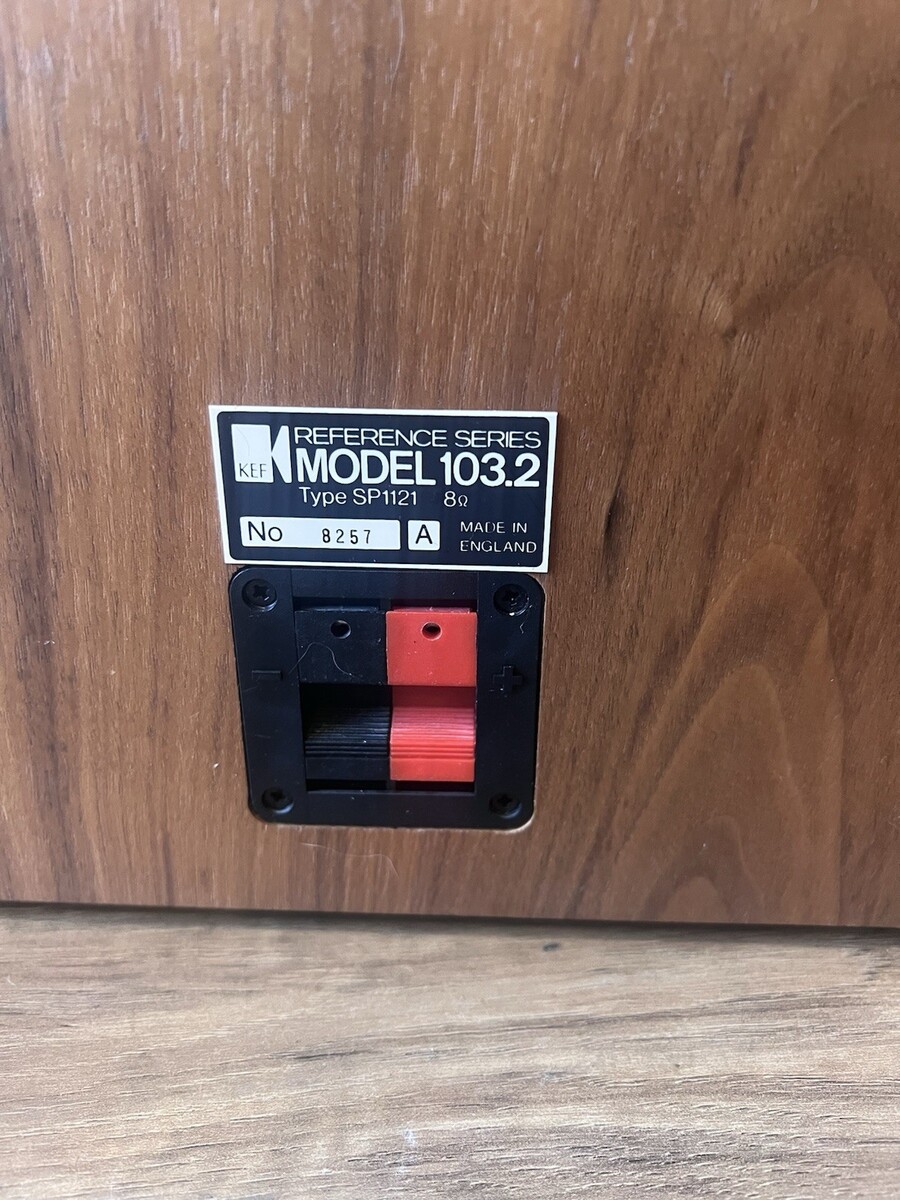 REFERENCE SERIES
KEF MODEL 103.2
Type SP1121 8Ω
No 8257 A MADE IN
ENGLAND
- +